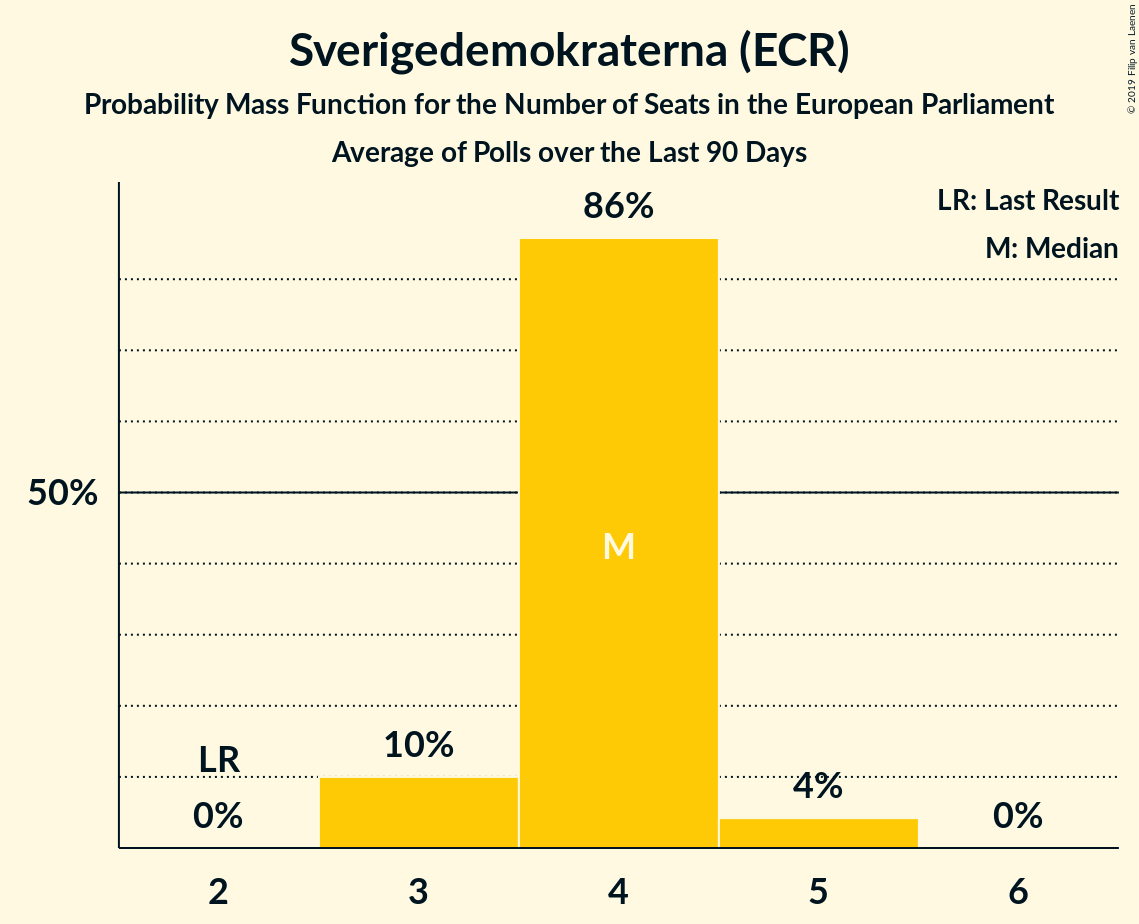 Sverigedemokraterna (ECR)
Probability Mass Function for the Number of Seats in the European Parliament
Average of Polls over the Last 90 Days
© 2019 Filip van Laenen
LR: Last Result
M: Median
86%
50%
M
LR
10%
0%
4%
0%
2 3 4 5 6